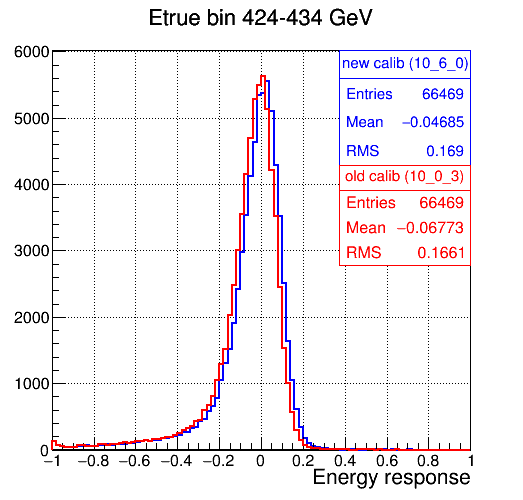 Etrue bin 424-434 GeV
new calib (10_6_0)
Entries 66469
Mean −0.04685
RMS 0.169
old calib (10_0_3)
Entries 66469
Mean −0.06773
RMS 0.1661
6000
5000
4000
3000
2000
1000
0
−1 −0.8 −0.6 −0.4 −0.2 0 0.2 0.4 0.6 0.8 1
Energy response